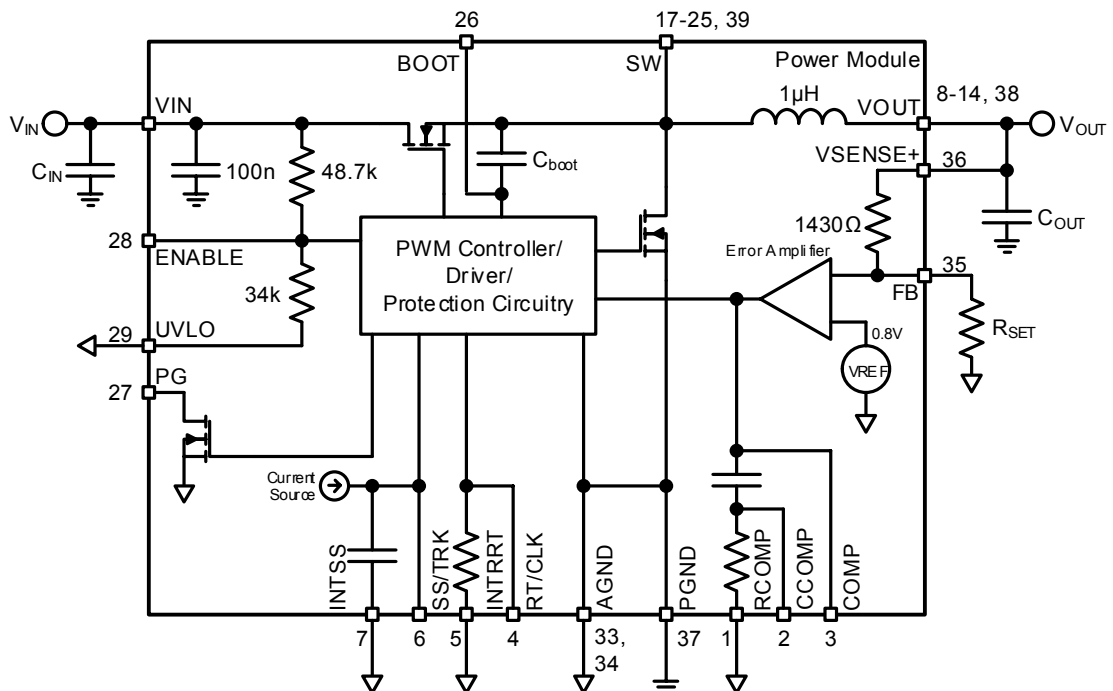 26
17-25, 39
BOOT
SW
Power Module
VIN
1µH
VOUT
8-14, 38
VIN
VOUT
CIN
100n
48.7k
Cboot
VSENSE+
36
1430Ω
COUT
28
ENABLE
PWM Controller/
Driver/
Protection Circuitry
Error Amplifier
35
FB
34k
RSET
UVLO
29
0.8V
VREF
PG
27
Current
Source
INTSS
SS/TRK
INTRRT
RT/CLK
AGND
PGND
RCOMP
CCOMP
COMP
7
6
5
4
33,
34
37
1
2
3